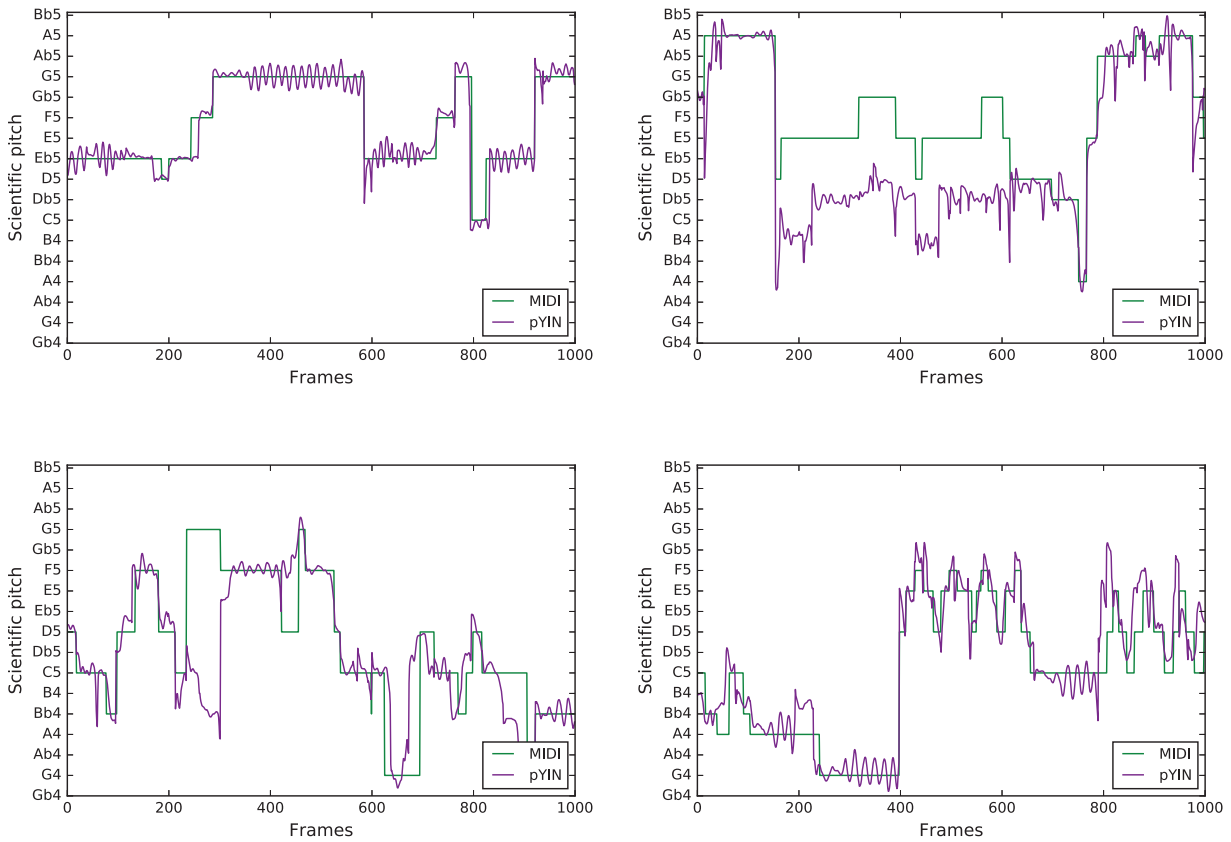 Bb5
A5
Ab5
G5
Gb5
F5
E5
Eb5
D5
Db5
C5
B4
Bb4
A4
Ab4
G4
Gb4
Scientific pitch
0 200 400 600 800 1000
Frames
MIDI
pYIN
Bb5
A5
Ab5
G5
Gb5
F5
E5
Eb5
D5
Db5
C5
B4
Bb4
A4
Ab4
G4
Gb4
Scientific pitch
0 200 400 600 800 1000
Frames
MIDI
pYIN
Bb5
A5
Ab5
G5
Gb5
F5
E5
Eb5
D5
Db5
C5
B4
Bb4
A4
Ab4
G4
Gb4
Scientific pitch
0 200 400 600 800 1000
Frames
MIDI
pYIN
Bb5
A5
Ab5
G5
Gb5
F5
E5
Eb5
D5
Db5
C5
B4
Bb4
A4
Ab4
G4
Gb4
Scientific pitch
0 200 400 600 800 1000
Frames
MIDI
pYIN